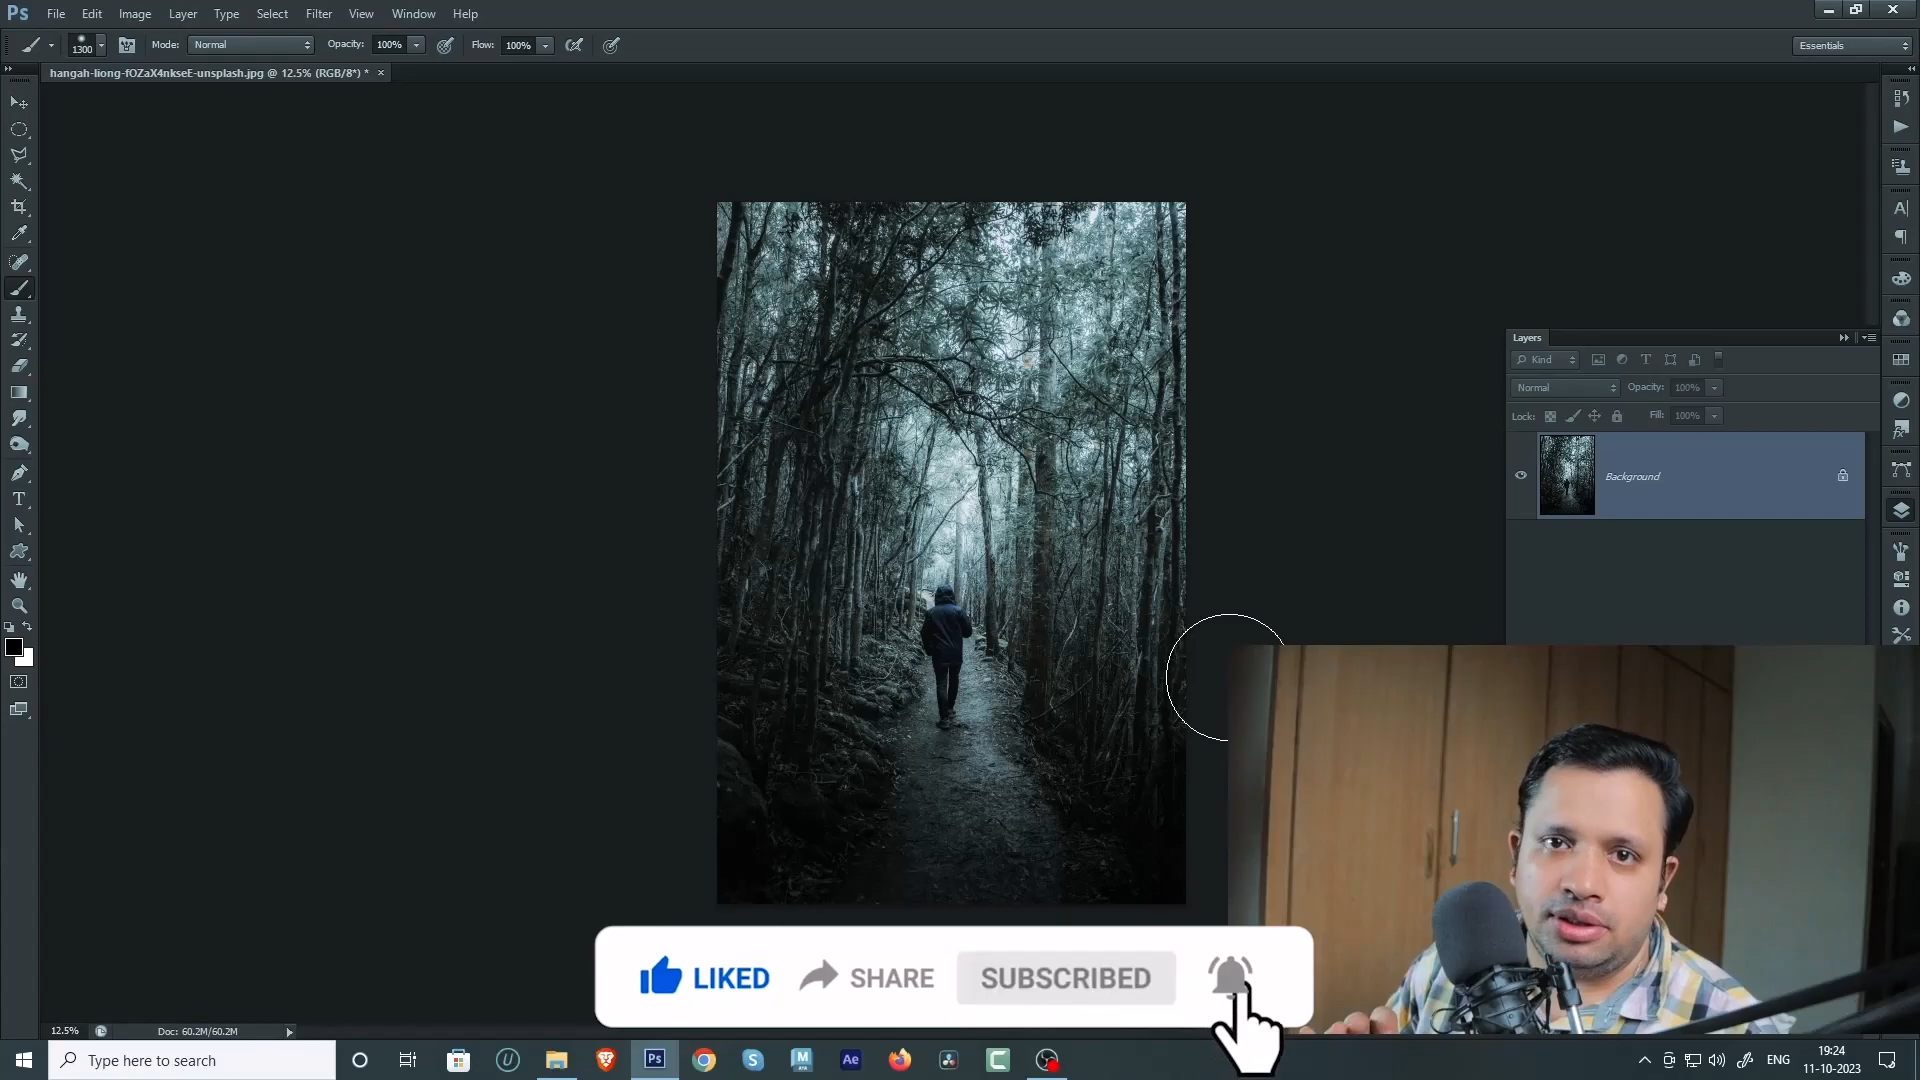 Ps File Edit Image Layer Type Select Filter View Window Help
1300 Mode: Normal Opacity: 100% Flow: 100% Essentials
hangah-liong-fOZaX4nkseE-unsplash.jpg @ 12.5% (RGB/8*) * ×
Layers
Kind
Normal Opacity: 100%
Lock: Fill: 100%
Background
LIKED SHARE SUBSCRIBED
12.5% Doc: 60.2M/60.2M
Type here to search
Ps Ae ENG
19:24
11-10-2023